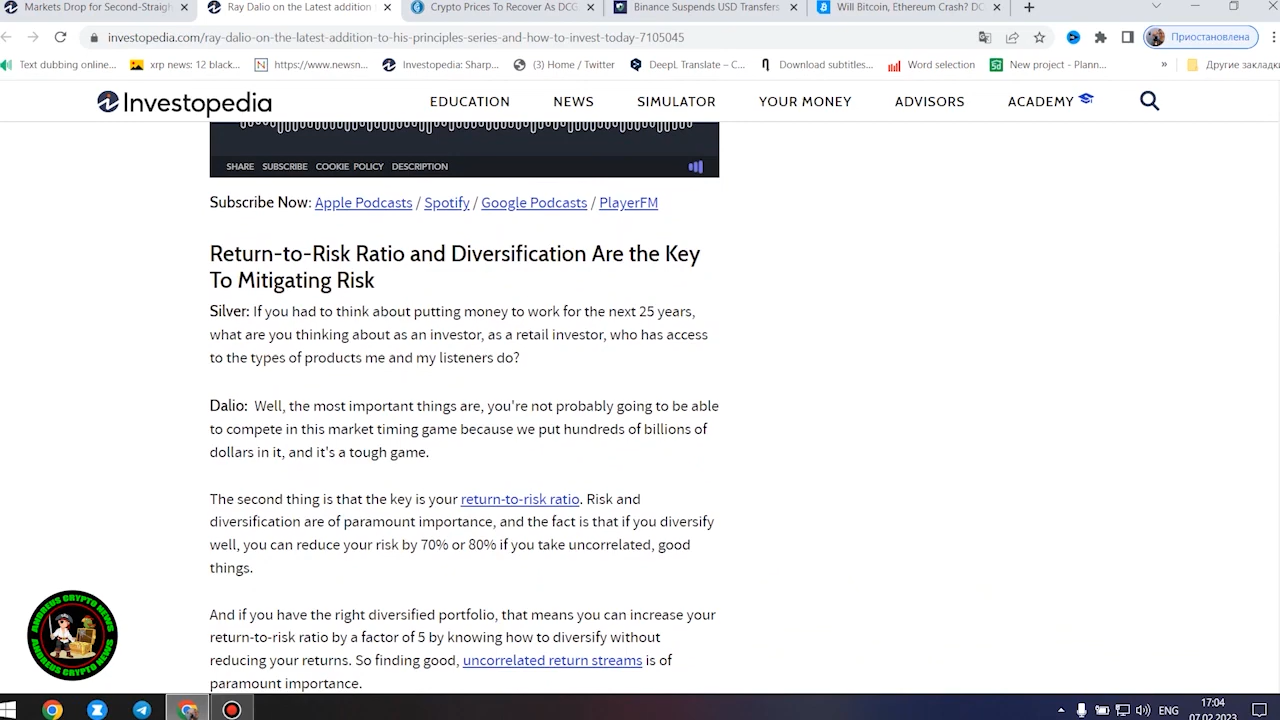 Markets Drop for Second-Straigh
Ray Dalio on the Latest addition
Crypto Prices To Recover As DCG
Binance Suspends USD Transfers
Will Bitcoin, Ethereum Crash? DC
investopedia.com/ray-dalio-on-the-latest-addition-to-his-principles-series-and-how-to-invest-today-7105045
Приостановлена
Text dubbing online...
xrp news: 12 black...
https://www.newsn...
Investopedia: Sharp...
(3) Home / Twitter
DeepL Translate – C...
Download subtitles...
Word selection
New project - Plann...
»
Другие закладки
Investopedia
EDUCATION
NEWS
SIMULATOR
YOUR MONEY
ADVISORS
ACADEMY
SHARE SUBSCRIBE COOKIE POLICY DESCRIPTION
Subscribe Now: Apple Podcasts / Spotify / Google Podcasts / PlayerFM
Return-to-Risk Ratio and Diversification Are the Key
To Mitigating Risk
Silver: If you had to think about putting money to work for the next 25 years,
what are you thinking about as an investor, as a retail investor, who has access
to the types of products me and my listeners do?
Dalio: Well, the most important things are, you're not probably going to be able
to compete in this market timing game because we put hundreds of billions of
dollars in it, and it's a tough game.
The second thing is that the key is your return-to-risk ratio. Risk and
diversification are of paramount importance, and the fact is that if you diversify
well, you can reduce your risk by 70% or 80% if you take uncorrelated, good
things.
And if you have the right diversified portfolio, that means you can increase your
return-to-risk ratio by a factor of 5 by knowing how to diversify without
reducing your returns. So finding good, uncorrelated return streams is of
paramount importance.
ANDREUS CRYPTO NEWS
ANDREUS CRYPTO NEWS
ENG
17:04
07.02.2023